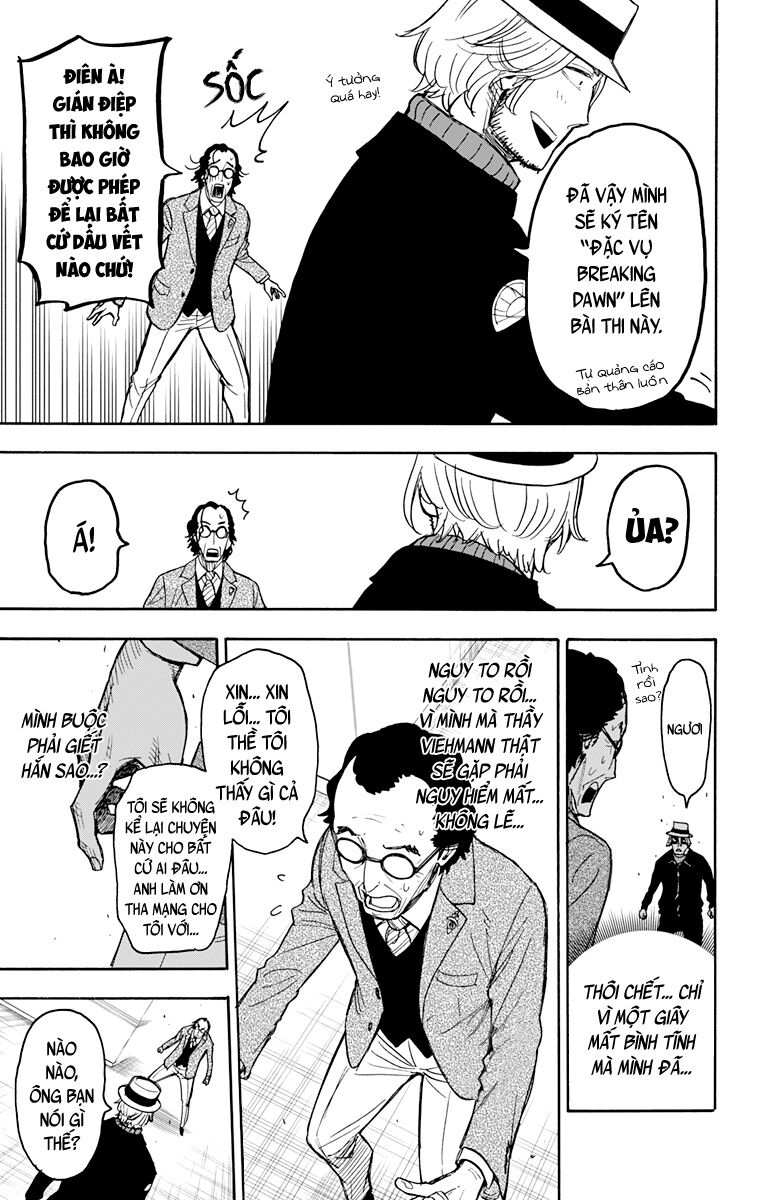 Ý tưởng
quá hay!
ĐÃ VẬY MÌNH
SẼ KÝ TÊN
“ĐẶC VỤ
BREAKING
DAWN” LÊN
BÀI THI NÀY.
Tự quảng cáo
bản thân luôn
SỐC
ĐIÊN À!
GIÁN ĐIỆP
THÌ KHÔNG
BAO GIỜ
ĐƯỢC PHÉP
ĐỂ LẠI BẤT
CỨ DẤU VẾT
NÀO CHỨ!
ỦA?
Á!
NGƯƠI
Tỉnh
rồi
sao?
THÔI CHẾT... CHỈ
VÌ MỘT GIÂY
MẤT BÌNH TĨNH
MÀ MÌNH ĐÃ...
NGUY TO RỒI
NGUY TO RỒI...
VÌ MÌNH MÀ THẦY
VIEHMANN THẬT
SẼ GẶP PHẢI
NGUY HIỂM MẤT...
KHÔNG LẼ...
XIN... XIN
LỖI... TÔI
THỀ TÔI
KHÔNG
THẤY GÌ CẢ
ĐÂU!
TÔI SẼ KHÔNG
KỂ LẠI CHUYỆN
NÀY CHO BẤT
CỨ AI ĐÂU...
ANH LÀM ƠN
THA MẠNG CHO
TÔI VỚI...
MÌNH BUỘC
PHẢI GIẾT
HẮN SAO...?
NÀO
NÀO,
ÔNG BẠN
NÓI GÌ
THẾ?